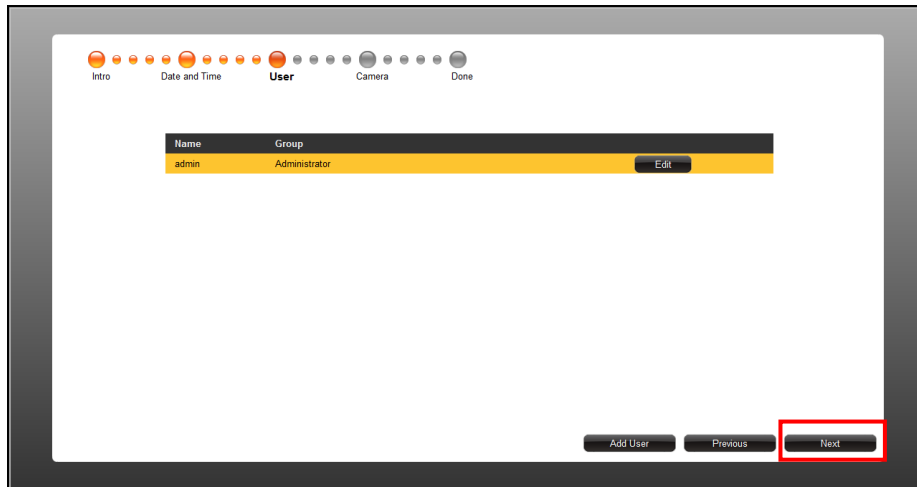 Intro Date and Time User Camera Done
Name Group
admin Administrator Edit
Add User Previous Next